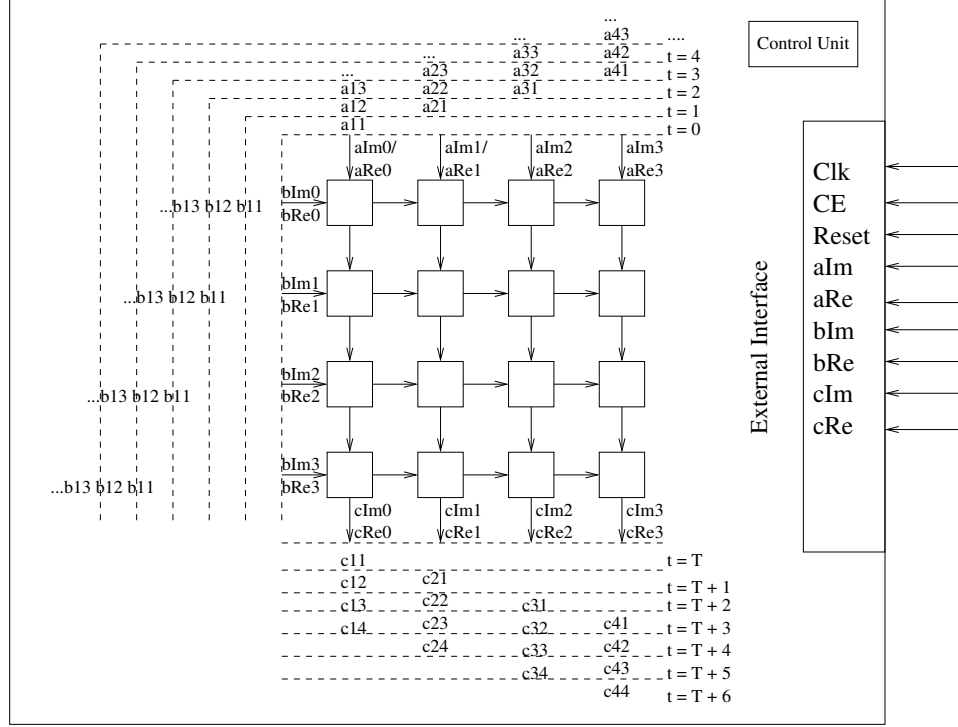 ...
a43 ....
Control Unit
... a33 a42 t = 4
... a23 a32 a41 t = 3
... a13 a22 a31 t = 2
a12 a21 t = 1
a11 t = 0
aIm0/ aIm1/ aIm2 aIm3
aRe0 aRe1 aRe2 aRe3
bIm0
...b13 b12 b11 bRe0
bIm1
...b13 b12 b11 bRe1
bIm2
...b13 b12 b11 bRe2
bIm3
...b13 b12 b11 bRe3
cIm0 cIm1 cIm2 cIm3
cRe0 cRe1 cRe2 cRe3
c11 t = T
c12 c21 t = T + 1
c13 c22 c31 t = T + 2
c14 c23 c32 c41 t = T + 3
c24 c33 c42 t = T + 4
c34 c43 t = T + 5
c44 t = T + 6
External Interface
Clk
CE
Reset
aIm
aRe
bIm
bRe
cIm
cRe